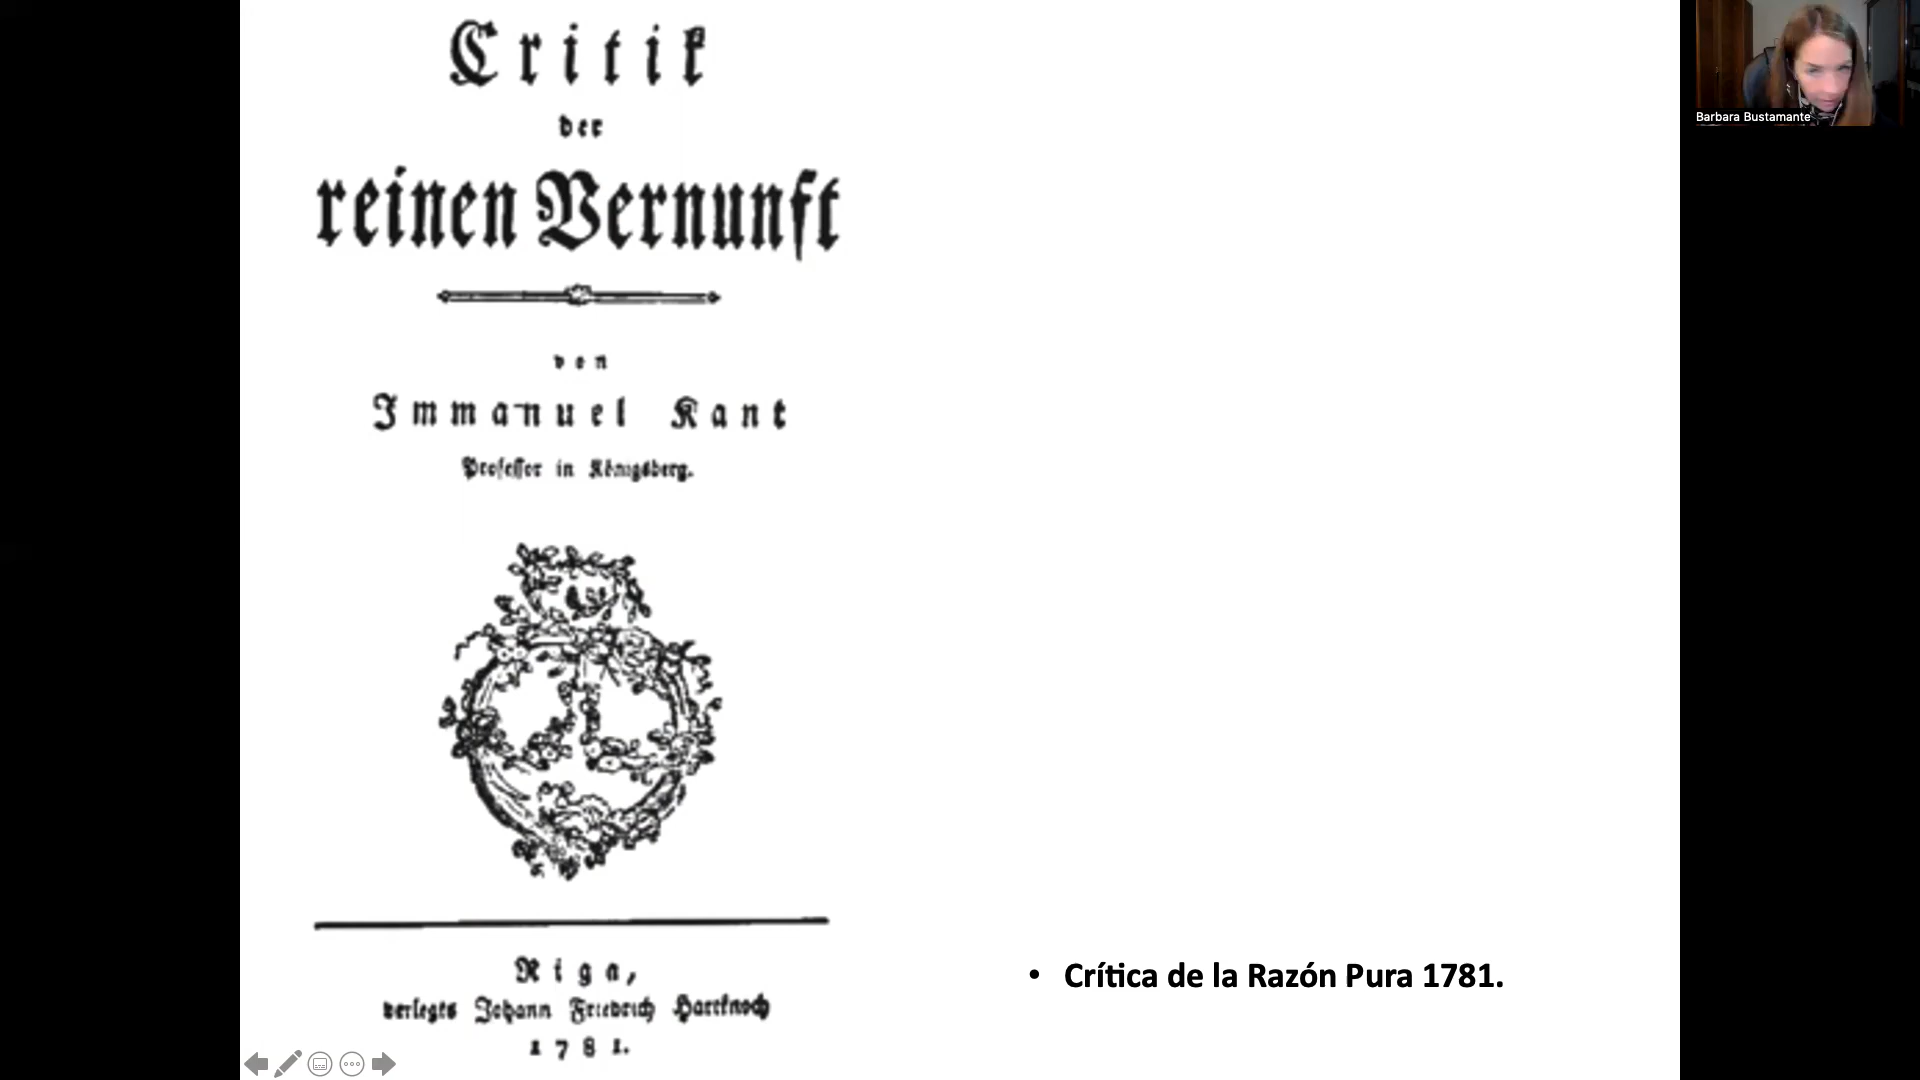 Critik
der
reinen Vernunft
von
Immanuel Kant
Professor in Königsberg.
Riga,
verlegts Johann Friedrich Hartknoch
1781.
Crítica de la Razón Pura 1781.
Barbara Bustamante